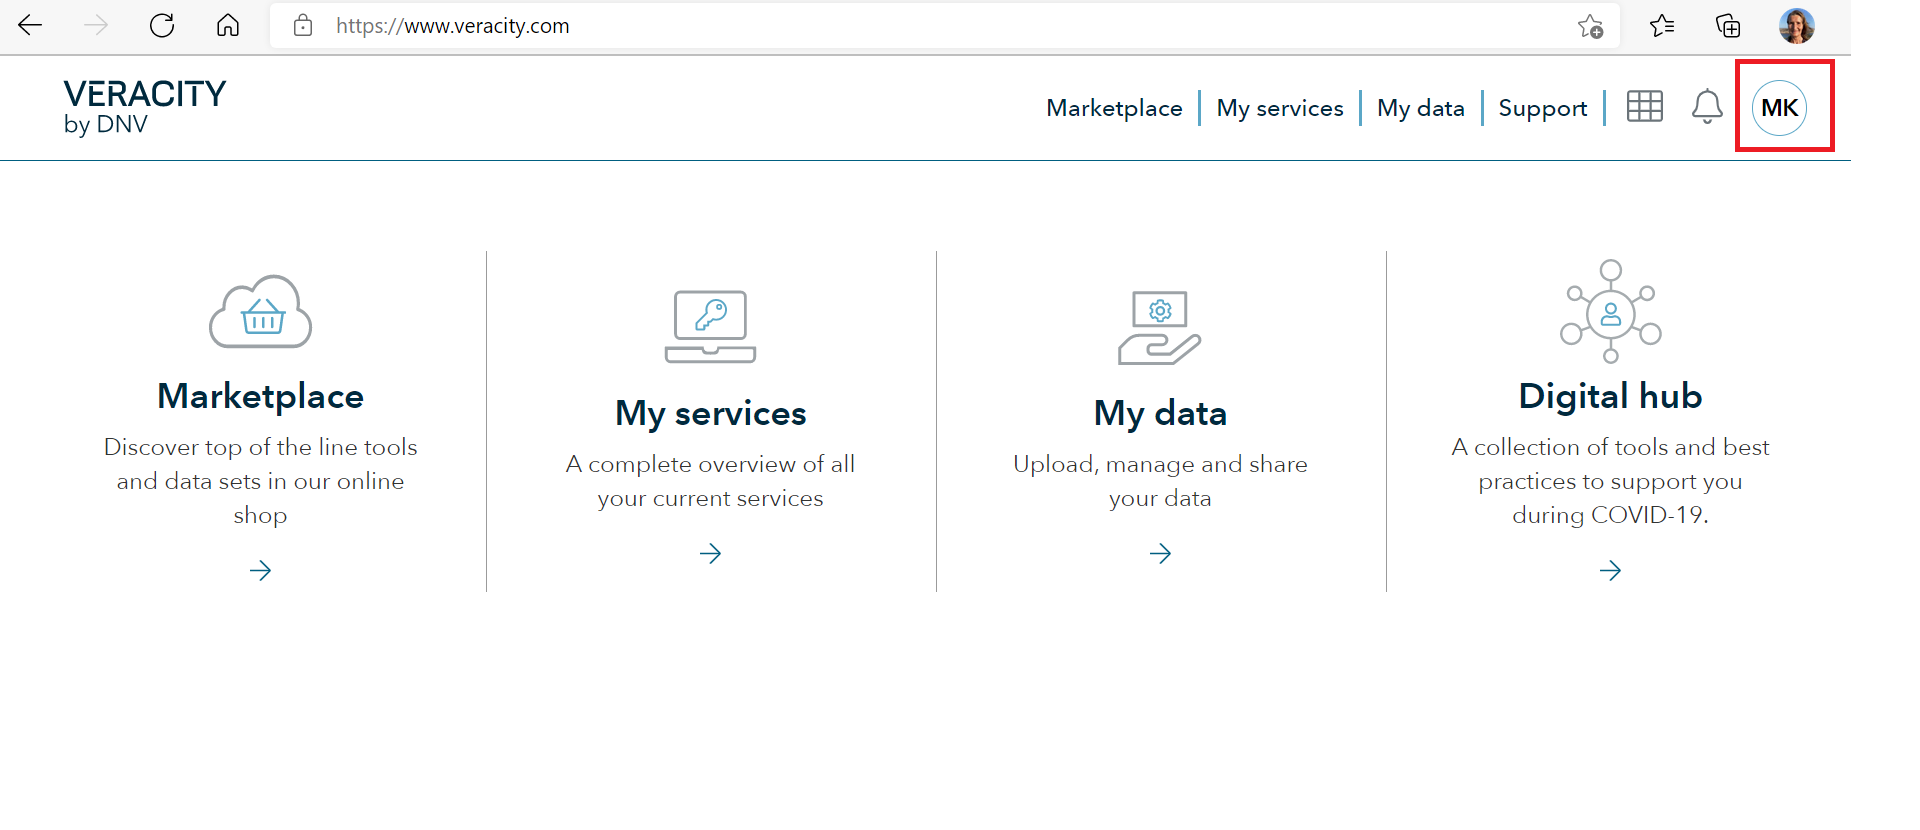 https://www.veracity.com
VERACITY
by DNV
Marketplace
My services
My data
Support
MK
Marketplace
Discover top of the line tools
and data sets in our online
shop
My services
A complete overview of all
your current services
My data
Upload, manage and share
your data
Digital hub
A collection of tools and best
practices to support you
during COVID-19.